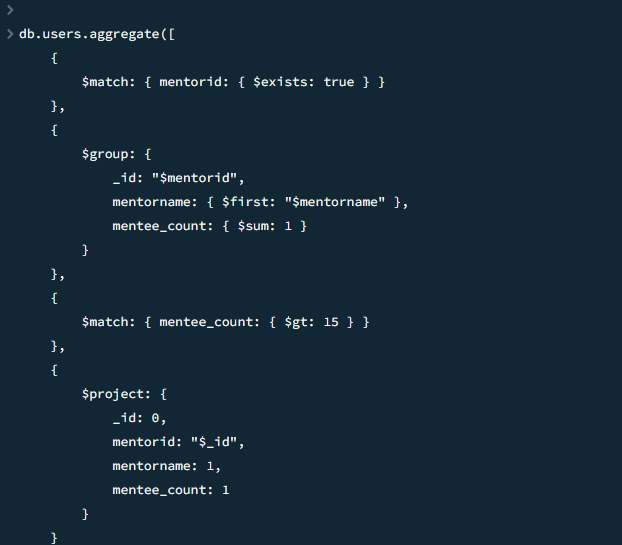 >
> db.users.aggregate([
{
$match: { mentorid: { $exists: true } }
},
{
$group: {
_id: "$mentorid",
mentorname: { $first: "$mentorname" },
mentee_count: { $sum: 1 }
}
},
{
$match: { mentee_count: { $gt: 15 } }
},
{
$project: {
_id: 0,
mentorid: "$_id",
mentorname: 1,
mentee_count: 1
}
}